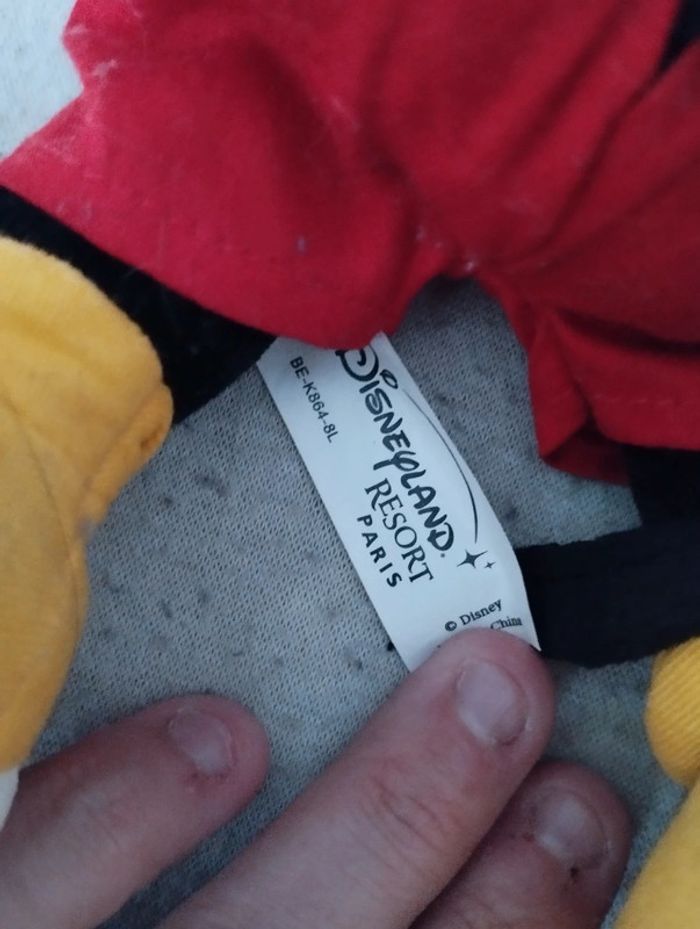 BE-K864-8L
Disneyland
RESORT
PARIS
© Disney
China